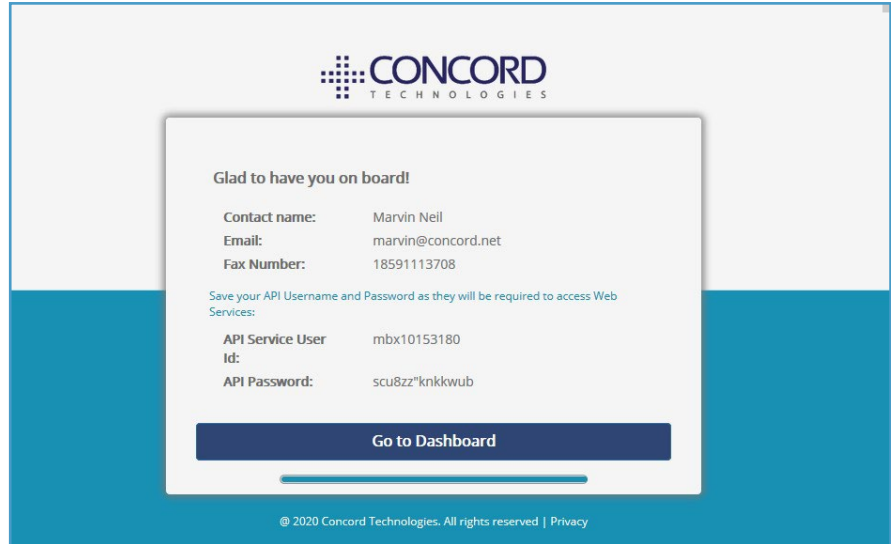 CONCORD
TECHNOLOGIES
Glad to have you on board!
Contact name: Marvin Neil
Email: marvin@concord.net
Fax Number: 18591113708
Save your API Username and Password as they will be required to access Web
Services:
API Service User mbx10153180
Id:
API Password: scu8zz"knkkwub
Go to Dashboard
@ 2020 Concord Technologies. All rights reserved | Privacy